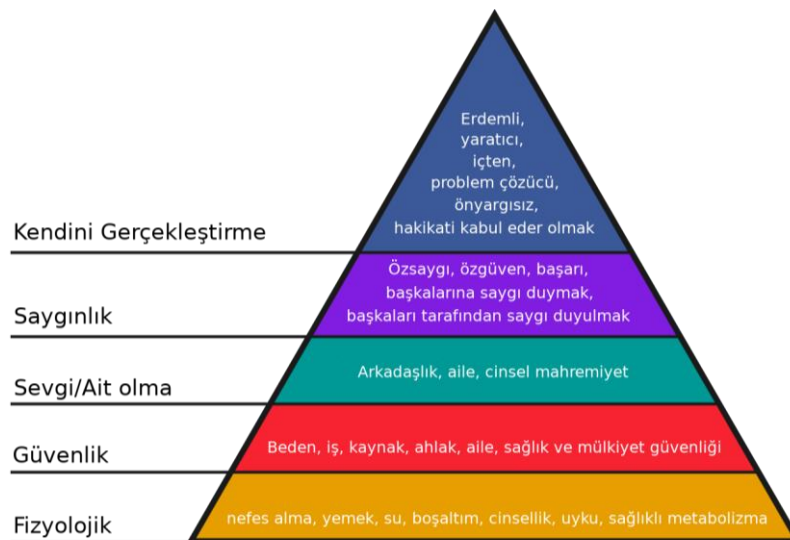 Erdemli,
yaratıcı,
içten,
problem çözücü,
önyargısız,
hakikati kabul eder olmak
Kendini Gerçekleştirme
Özsaygı, özgüven, başarı,
başkalarına saygı duymak,
başkaları tarafından saygı duyulmak
Saygınlık
Arkadaşlık, aile, cinsel mahremiyet
Sevgi/Ait olma
Beden, iş, kaynak, ahlak, aile, sağlık ve mülkiyet güvenliği
Güvenlik
nefes alma, yemek, su, boşaltım, cinsellik, uyku, sağlıklı metabolizma
Fizyolojik